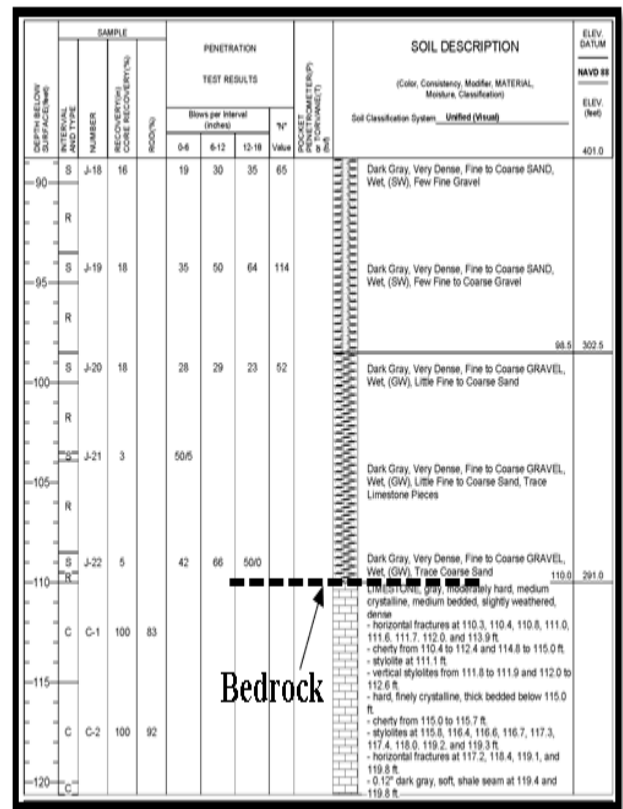 SAMPLE
PENETRATION
TEST RESULTS
SOIL DESCRIPTION
ELEV.
DATUM
NAVD 88
DEPTH BELOW
SURFACE(feet)
INTERVAL
AND TYPE
NUMBER
RECOVERY(in)
CORE RECOVERY(%)
RQD(%)
Blows per Interval
(inches)
0-6 6-12 12-18
"N"
Value
POCKET
PENETROMETER(P)
or TORVANE(T)
(tsf)
(Color, Consistency, Modifier, MATERIAL,
Moisture, Classification)
Soil Classification System Unified (Visual)
ELEV.
(feet)
401.0
S J-18 16 19 30 35 65 Dark Gray, Very Dense, Fine to Coarse SAND,
90 Wet, (SW), Few Fine Gravel
R
S J-19 18 35 50 64 114 Dark Gray, Very Dense, Fine to Coarse SAND,
95 Wet, (SW), Few Fine to Coarse Gravel
R
98.5 302.5
S J-20 18 28 29 23 52 Dark Gray, Very Dense, Fine to Coarse GRAVEL,
100 Wet, (GW), Little Fine to Coarse Sand
R
S J-21 3 50/5
Dark Gray, Very Dense, Fine to Coarse GRAVEL,
105 Wet, (GW), Little Fine to Coarse Sand, Trace
R Limestone Pieces
S J-22 5 42 66 50/0 Dark Gray, Very Dense, Fine to Coarse GRAVEL,
R Wet, (GW), Trace Coarse Sand 110.0 291.0
110
LIMESTONE, gray, moderately hard, medium
crystalline, medium bedded, slightly weathered,
dense
- horizontal fractures at 110.3, 110.4, 110.8, 111.0,
111.6, 111.7, 112.0, and 113.9 ft
C C-1 100 83
- cherty from 110.4 to 112.4 and 114.8 to 115.0 ft
- stylolite at 111.1 ft
- vertical stylolites from 111.8 to 111.9 and 112.0 to
112.6 ft
115
Bedrock
- hard, finely crystalline, thick bedded below 115.0
ft
- cherty from 115.0 to 115.7 ft
- stylolites at 115.8, 116.4, 116.6, 116.7, 117.3,
117.4, 118.0, 119.2, and 119.3 ft
C C-2 100 92
- horizontal fractures at 117.2, 118.4, 119.1, and
119.8 ft
- 0.12" dark gray, soft, shale seam at 119.4 and
119.8 ft
120
C